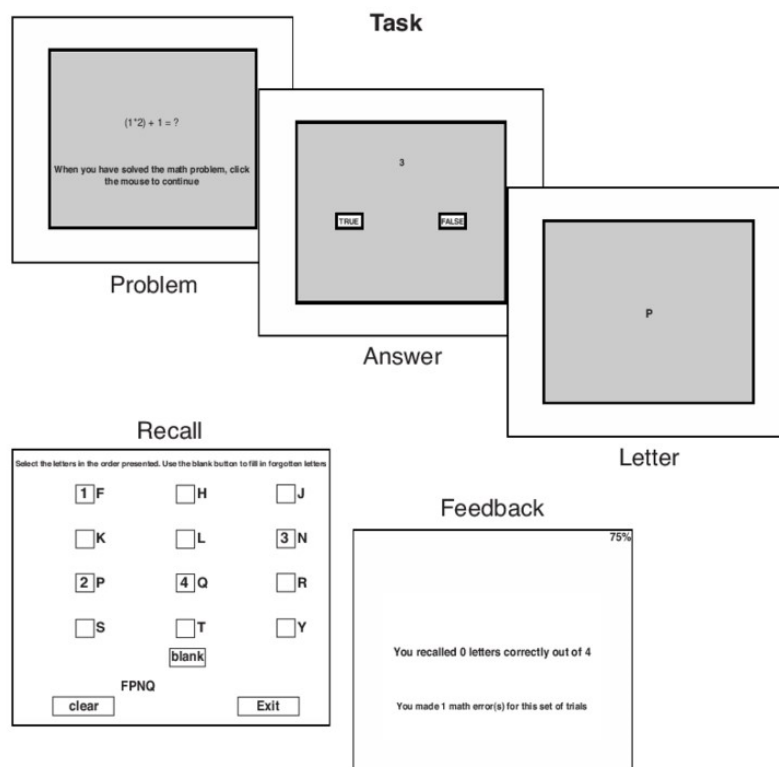 Task
(1*2) + 1 = ?
When you have solved the math problem, click
the mouse to continue
Problem
3
TRUE FALSE
Answer
P
Letter
Recall
Select the letters in the order presented. Use the blank button to fill in forgotten letters
1 F H J
K L 3 N
2 P 4 Q R
S T Y
blank
FPNQ
clear Exit
Feedback
75%
You recalled 0 letters correctly out of 4
You made 1 math error(s) for this set of trials